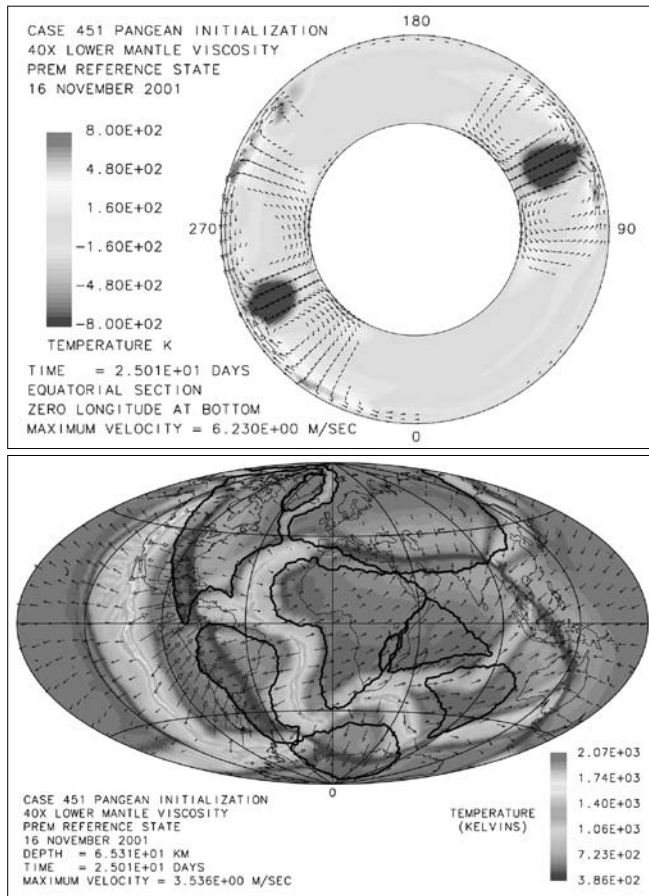 CASE 451 PANGEAN INITIALIZATION
40X LOWER MANTLE VISCOSITY
PREM REFERENCE STATE
16 NOVEMBER 2001
180
8.00E+02
4.80E+02
1.60E+02
-1.60E+02
-4.80E+02
-8.00E+02
270
90
TEMPERATURE K
TIME = 2.501E+01 DAYS
EQUATORIAL SECTION
ZERO LONGITUDE AT BOTTOM
MAXIMUM VELOCITY = 6.230E+00 M/SEC
0
0
CASE 451 PANGEAN INITIALIZATION
40X LOWER MANTLE VISCOSITY
PREM REFERENCE STATE
16 NOVEMBER 2001
DEPTH = 6.531E+01 KM
TIME = 2.501E+01 DAYS
MAXIMUM VELOCITY = 3.536E+00 M/SEC
TEMPERATURE
(KELVINS)
2.07E+03
1.74E+03
1.40E+03
1.06E+03
7.23E+02
3.86E+02